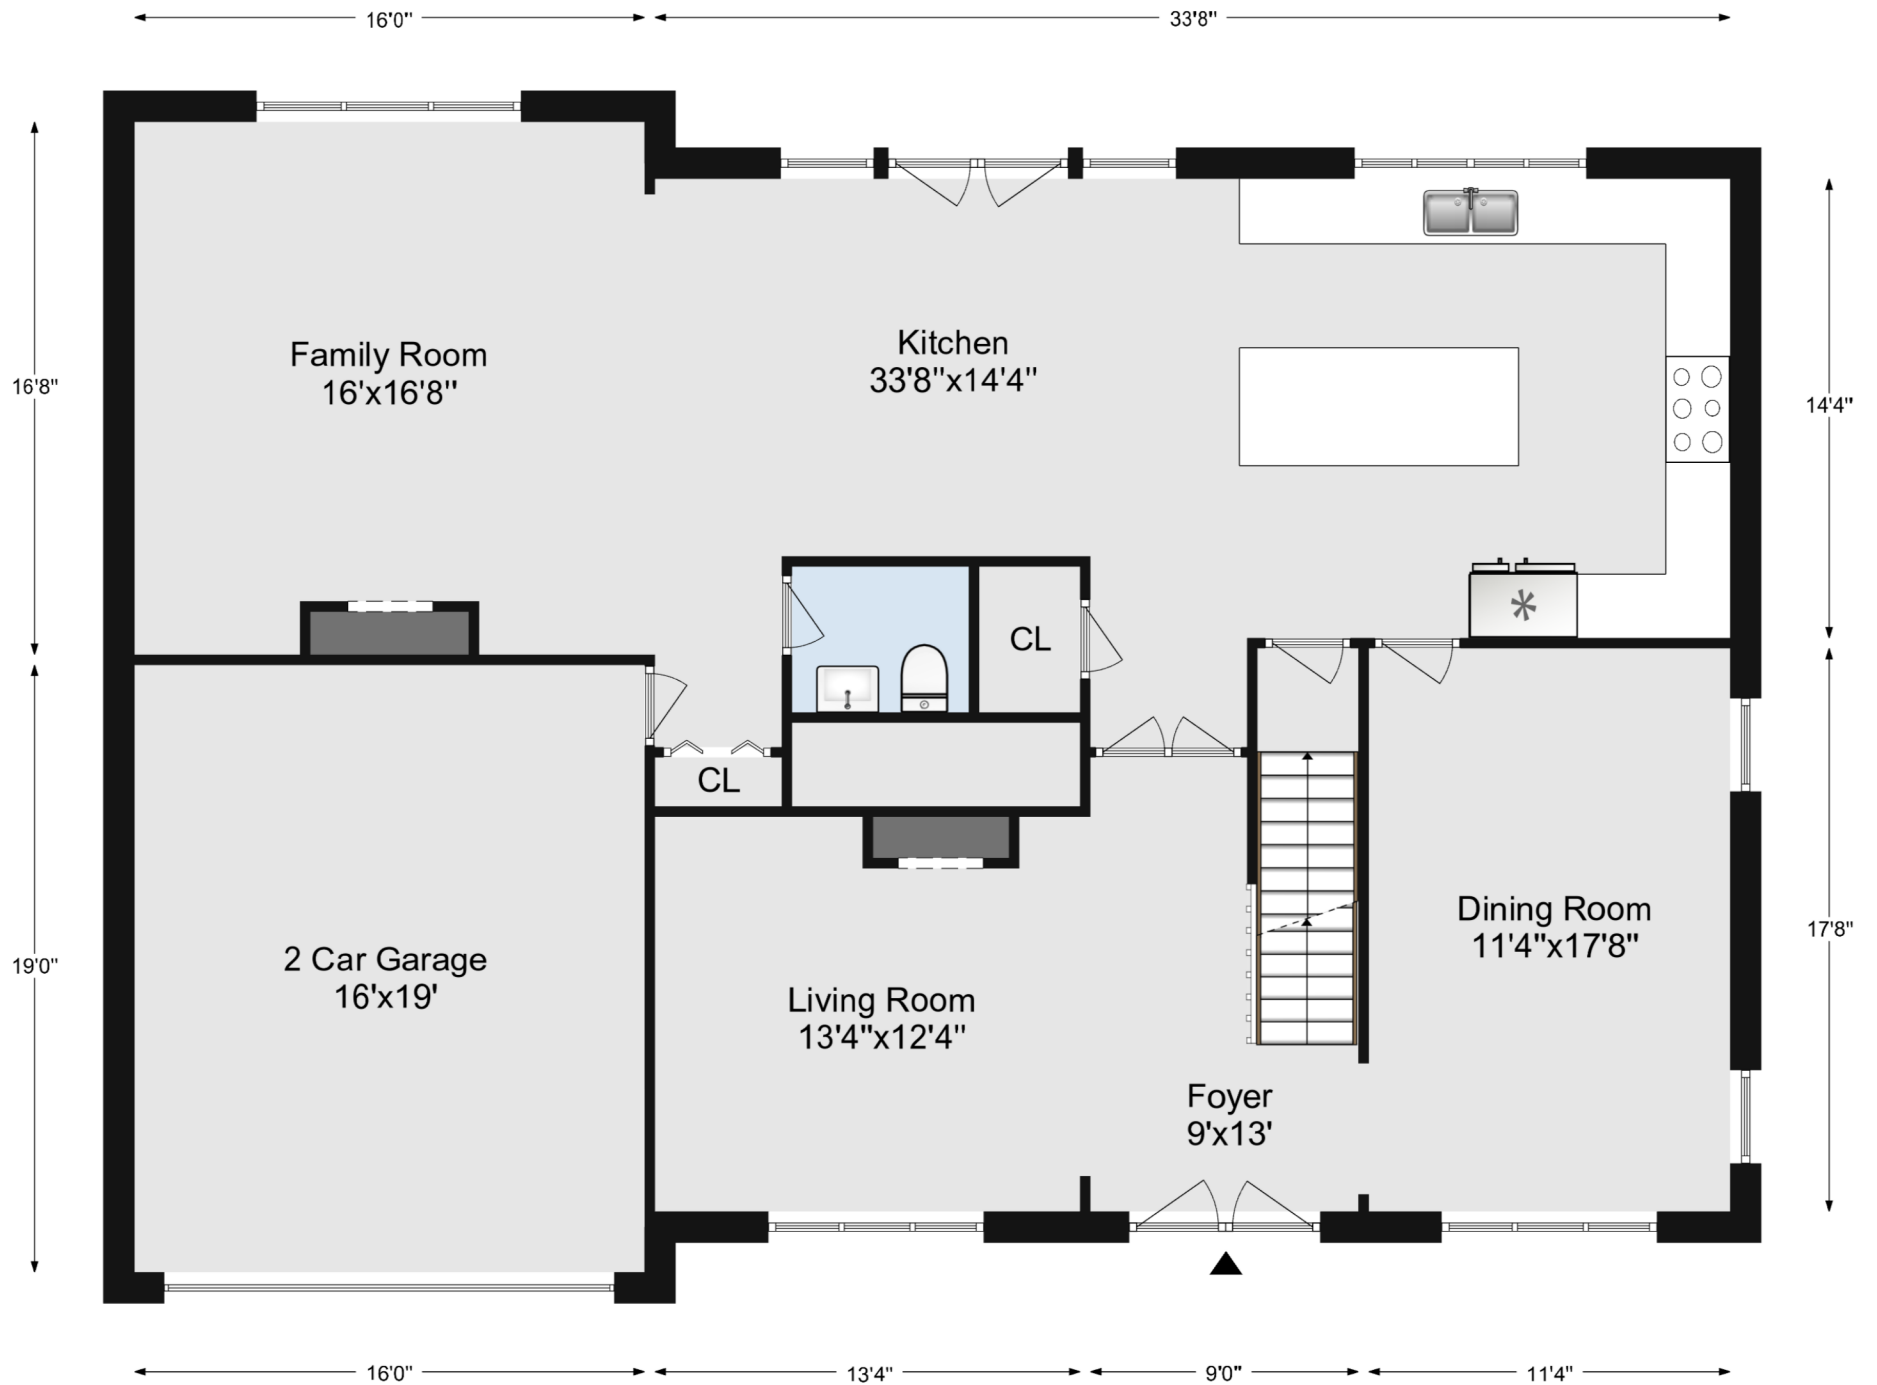 16'0"
33'8"
Family Room
16'x16'8"
Kitchen
33'8"x14'4"
16'8"
14'4"
CL
CL
2 Car Garage
16'x19'
19'0"
Living Room
13'4"x12'4"
Foyer
9'x13'
Dining Room
11'4"x17'8"
17'8"
16'0"
13'4"
9'0"
11'4"